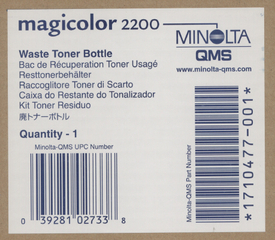 magicolor 2200
MINOLTA
QMS
www.minolta-qms.com
Waste Toner Bottle
Bac de Récuperation Toner Usagé
Resttonerbehälter
Raccoglitore Toner di Scarto
Caixa do Restante do Tonalizador
Kit Toner Residuo
廃トナーボトル
Quantity - 1
Minolta-QMS UPC Number
0 39281 02733 8
Minolta-QMS Part Number
*1710477-001*